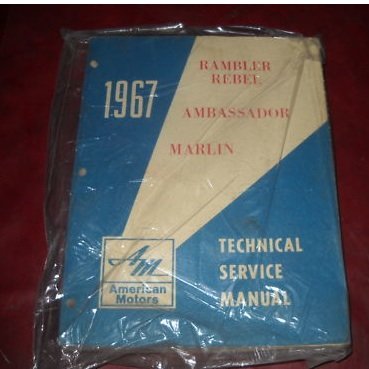 1967
RAMBLER
REBEL
AMBASSADOR
MARLIN
AM
American
Motors
TECHNICAL
SERVICE
MANUAL